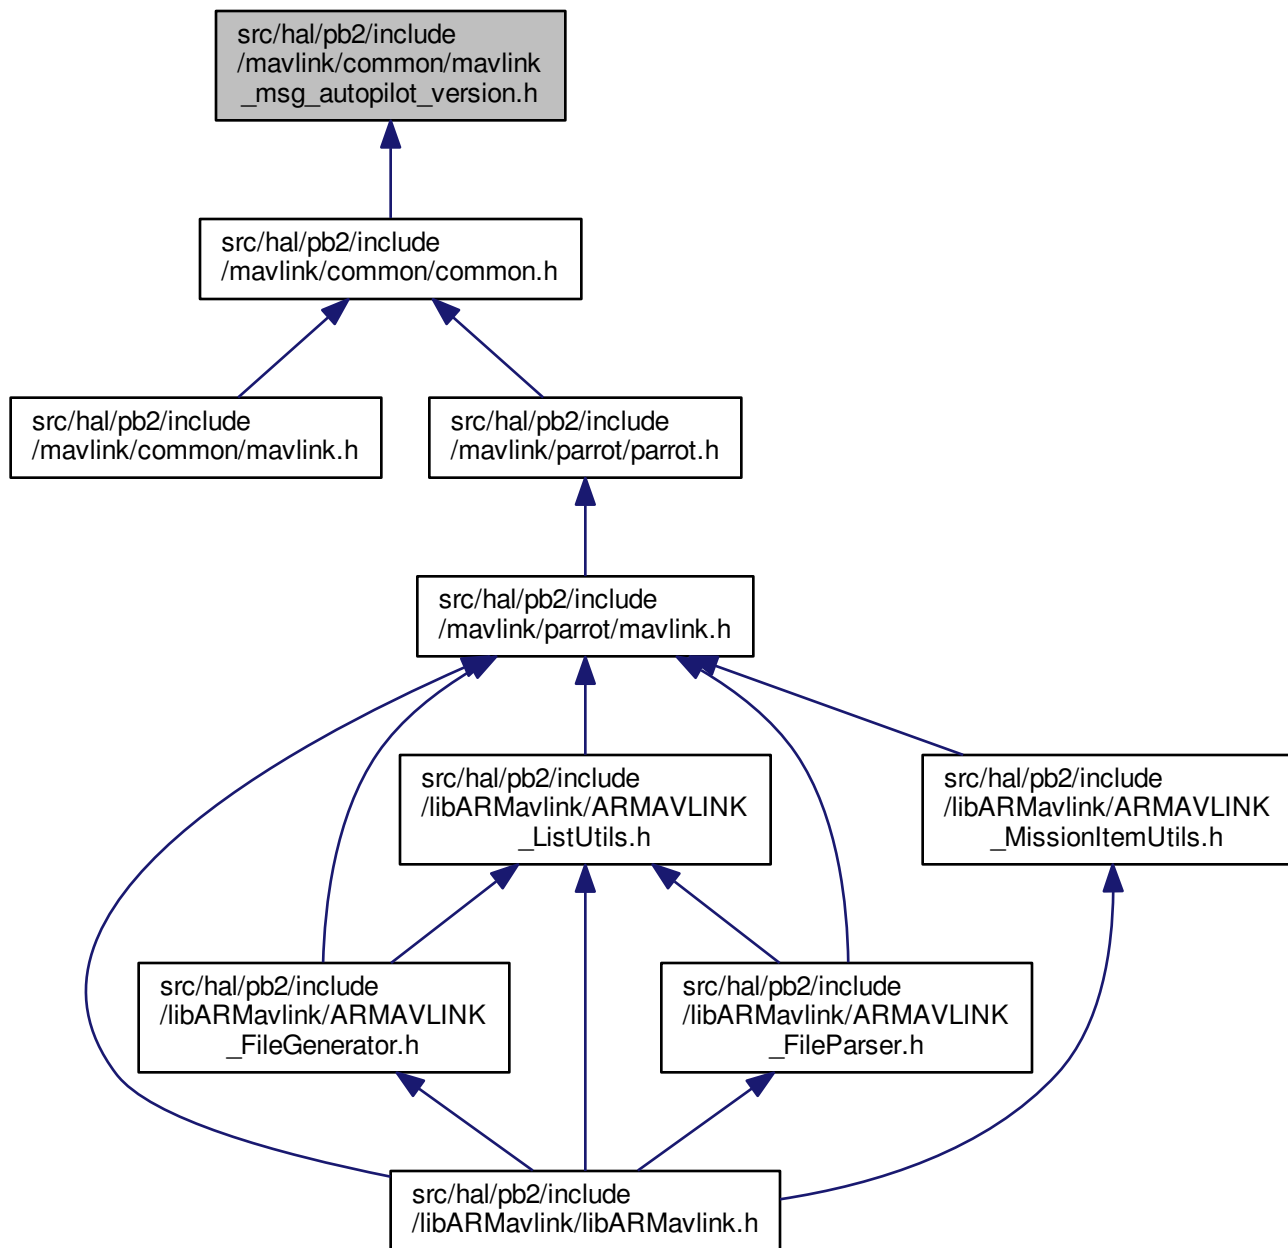 src/hal/pb2/include
/mavlink/common/mavlink
_msg_autopilot_version.h
src/hal/pb2/include
/mavlink/common/common.h
src/hal/pb2/include
/mavlink/common/mavlink.h
src/hal/pb2/include
/mavlink/parrot/parrot.h
src/hal/pb2/include
/mavlink/parrot/mavlink.h
src/hal/pb2/include
/libARMavlink/ARMAVLINK
_ListUtils.h
src/hal/pb2/include
/libARMavlink/ARMAVLINK
_MissionItemUtils.h
src/hal/pb2/include
/libARMavlink/ARMAVLINK
_FileGenerator.h
src/hal/pb2/include
/libARMavlink/ARMAVLINK
_FileParser.h
src/hal/pb2/include
/libARMavlink/libARMavlink.h